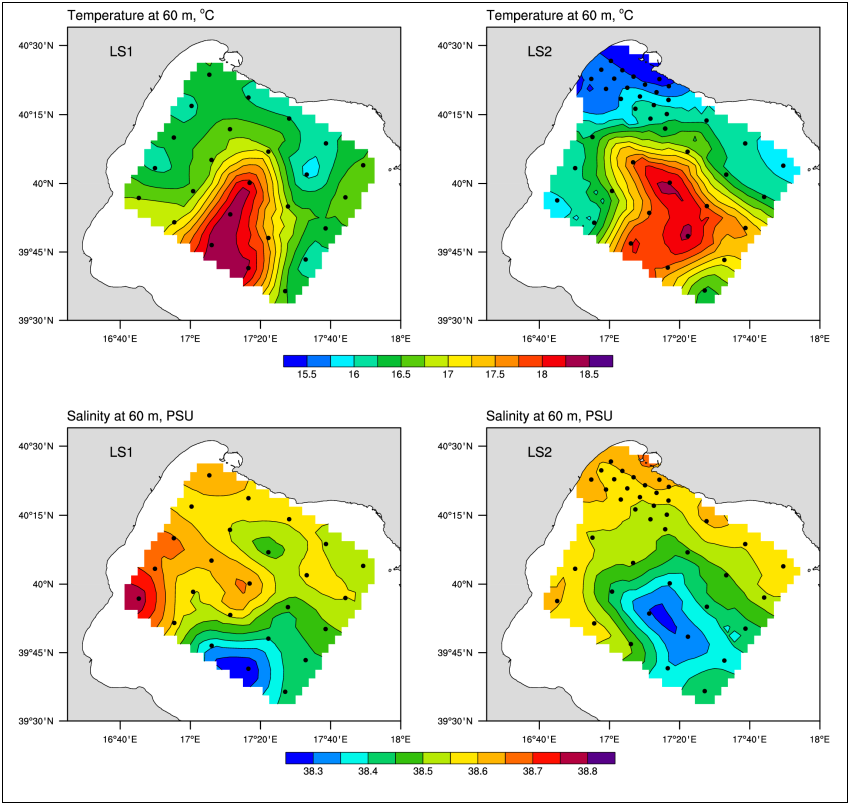 Temperature at 60 m, °C
Temperature at 60 m, °C
LS1
LS2
40°30'N
40°15'N
40°N
39°45'N
39°30'N
40°30'N
40°15'N
40°N
39°45'N
39°30'N
16°40'E 17°E 17°20'E 17°40'E 18°E
16°40'E 17°E 17°20'E 17°40'E 18°E
15.5 16 16.5 17 17.5 18 18.5
Salinity at 60 m, PSU
Salinity at 60 m, PSU
LS1
LS2
40°30'N
40°15'N
40°N
39°45'N
39°30'N
40°30'N
40°15'N
40°N
39°45'N
39°30'N
16°40'E 17°E 17°20'E 17°40'E 18°E
16°40'E 17°E 17°20'E 17°40'E 18°E
38.3 38.4 38.5 38.6 38.7 38.8